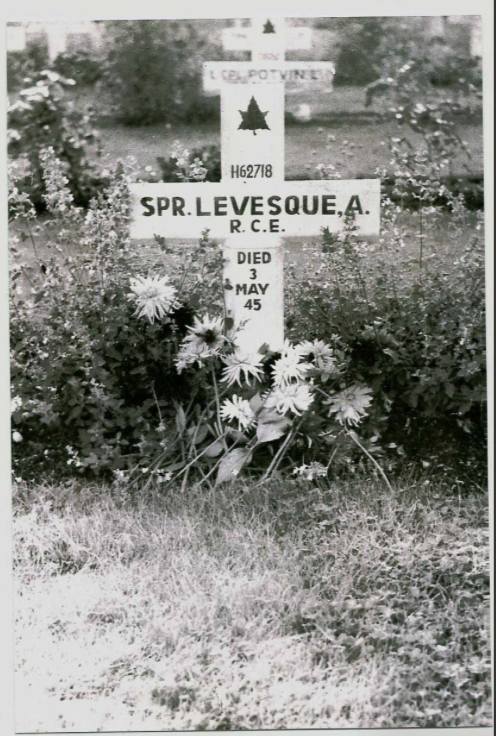 L.CPL. POTVIN
H62718
SPR. LEVESQUE, A.
R.C.E.
DIED
3
MAY
45